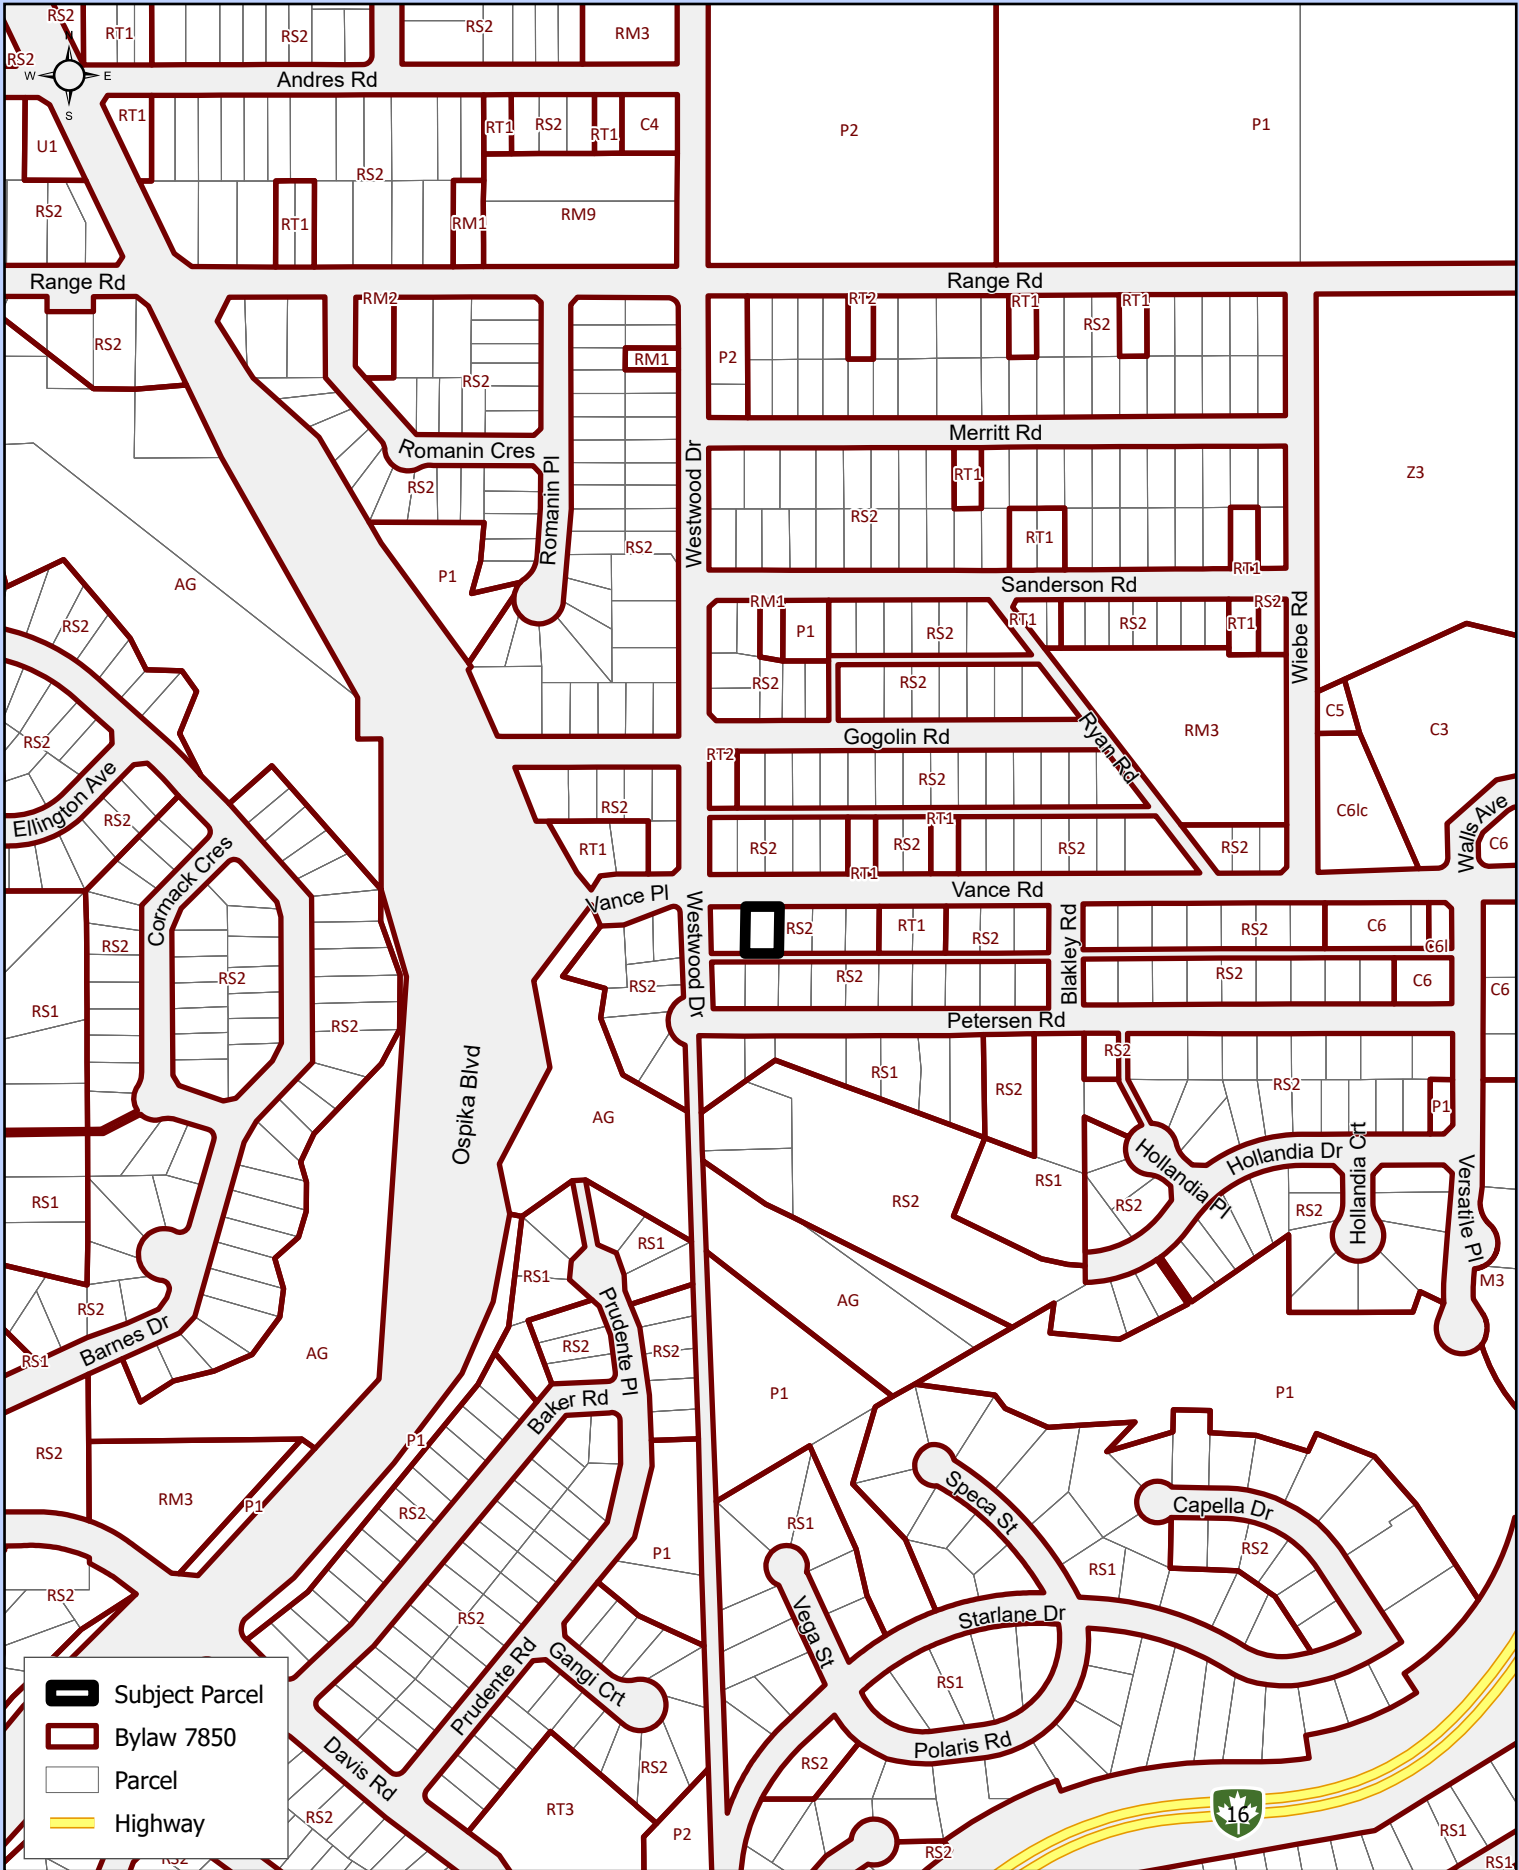 RS2
RT1
RS2
RS2
RM3
RS2
N
W
E
S
Andres Rd
U1
RT1
RT1
RS2
RT1
C4
P2
P1
RS2
RS2
RT1
RM1
RM9
Range Rd
Range Rd
RM2
RS2
RS2
RM1
P2
RT2
RT1
RS2
RT1
Merritt Rd
Romanin Cres
RS2
Romanin Pl
Westwood Dr
RT1
Z3
RS2
RT1
RT1
P1
RS2
AG
Sanderson Rd
Wiebe Rd
RS2
RM1
P1
RS2
RT1
RS2
RT1
RS2
RS2
RS2
Ryan Rd
RM3
C5
C3
RS2
Gogolin Rd
RT2
RS2
Ellington Ave
RS2
RS2
RT1
RS2
RT1
RS2
RT1
RS2
RS2
C6lc
Walls Ave
C6
Cormack Cres
Vance Pl
Vance Rd
Westwood Dr
RS2
RT1
RS2
Blakley Rd
RS2
C6
C6l
RS2
RS2
RS1
RS2
RS2
RS2
RS2
C6
C6
Petersen Rd
Ospika Blvd
AG
RS1
RS2
RS2
RS2
P1
RS1
RS2
RS1
Hollandia Pl
Hollandia Dr
Hollandia Crt
RS2
RS2
Versatile Pl
M3
RS1
RS1
RS2
RS1
Barnes Dr
AG
Prudente Pl
RS2
RS2
AG
P1
P1
Baker Rd
RS2
RM3
P1
P1
RS2
Speca St
Capella Dr
RS2
RS1
RS1
P1
RS2
RS2
Vega St
Starlane Dr
RS1
Prudente Rd
Gangi Crt
Polaris Rd
RS2
RS2
RT3
P2
Davis Rd
RS2
RS2
RS2
16
RS1
RS1
Subject Parcel
Bylaw 7850
Parcel
Highway